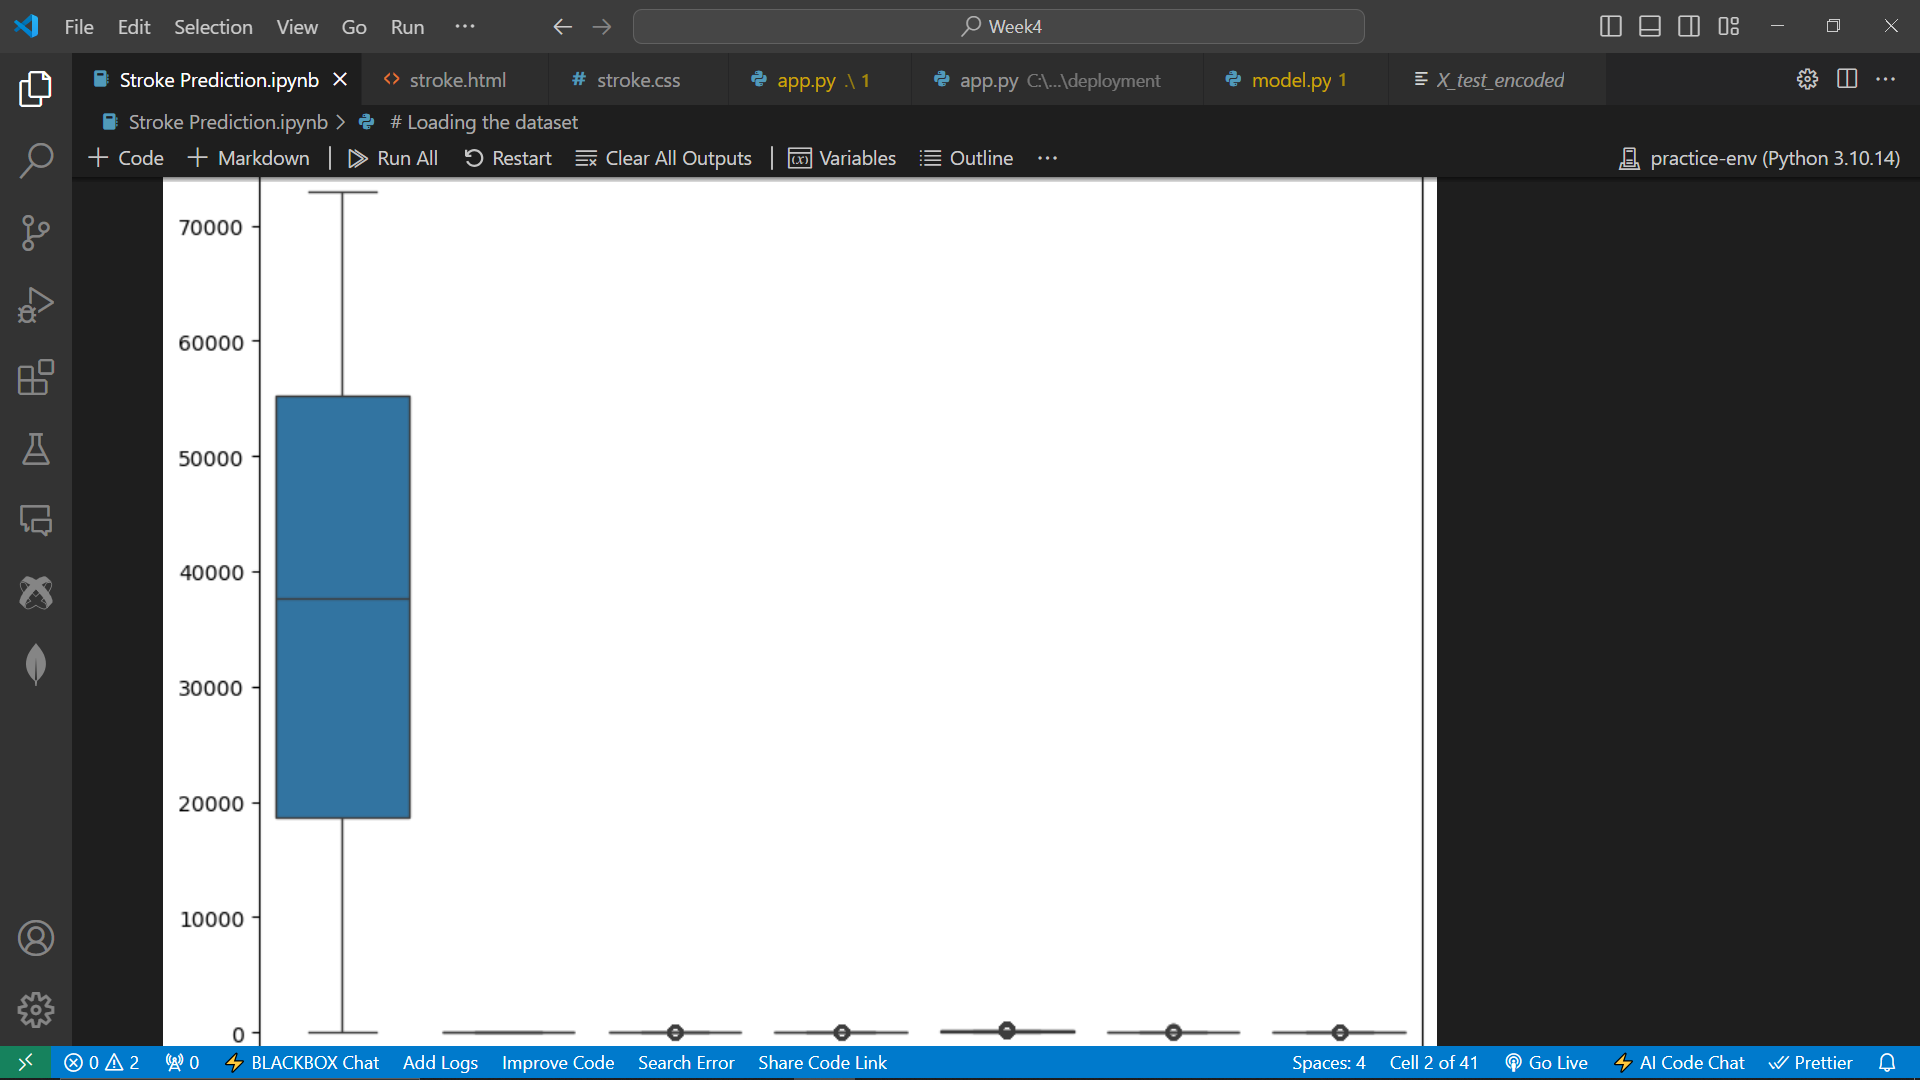 File Edit Selection View Go Run ··· Week4
Stroke Prediction.ipynb stroke.html # stroke.css app.py .\ 1 app.py C:\...\deployment model.py 1 X_test_encoded ···
Stroke Prediction.ipynb > # Loading the dataset
+ Code + Markdown | Run All Restart Clear All Outputs | Variables Outline ··· practice-env (Python 3.10.14)
70000
60000
50000
40000
30000
20000
10000
0
0 2 0 BLACKBOX Chat Add Logs Improve Code Search Error Share Code Link Spaces: 4 Cell 2 of 41 Go Live AI Code Chat Prettier